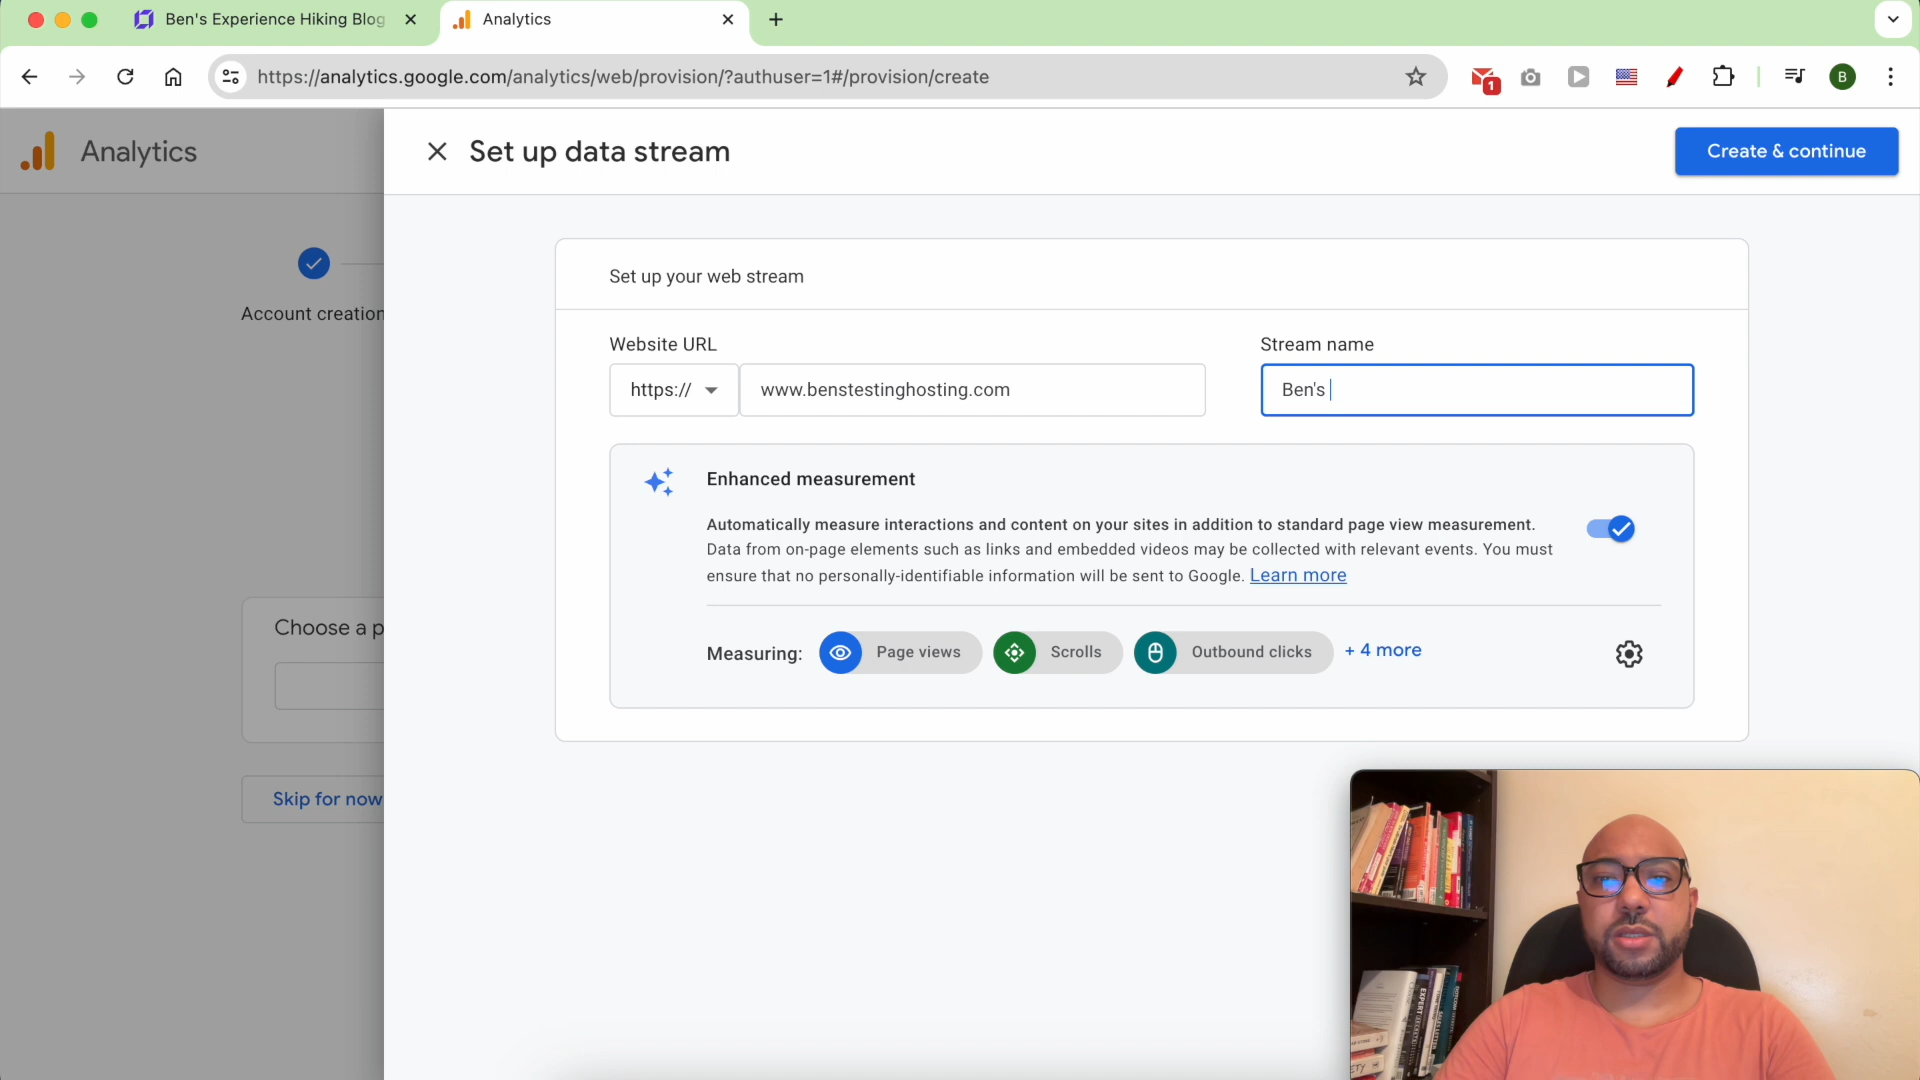 Ben's Experience Hiking Blog
Analytics
https://analytics.google.com/analytics/web/provision/?authuser=1#/provision/create
1
B
Analytics
Set up data stream
Create & continue
Account creation
Set up your web stream
Website URL
Stream name
https://
www.benstestinghosting.com
Ben's
Enhanced measurement
Automatically measure interactions and content on your sites in addition to standard page view measurement.
Data from on-page elements such as links and embedded videos may be collected with relevant events. You must
ensure that no personally-identifiable information will be sent to Google. Learn more
Choose a p
Measuring:
Page views
Scrolls
Outbound clicks
+ 4 more
Skip for now
EXPERT